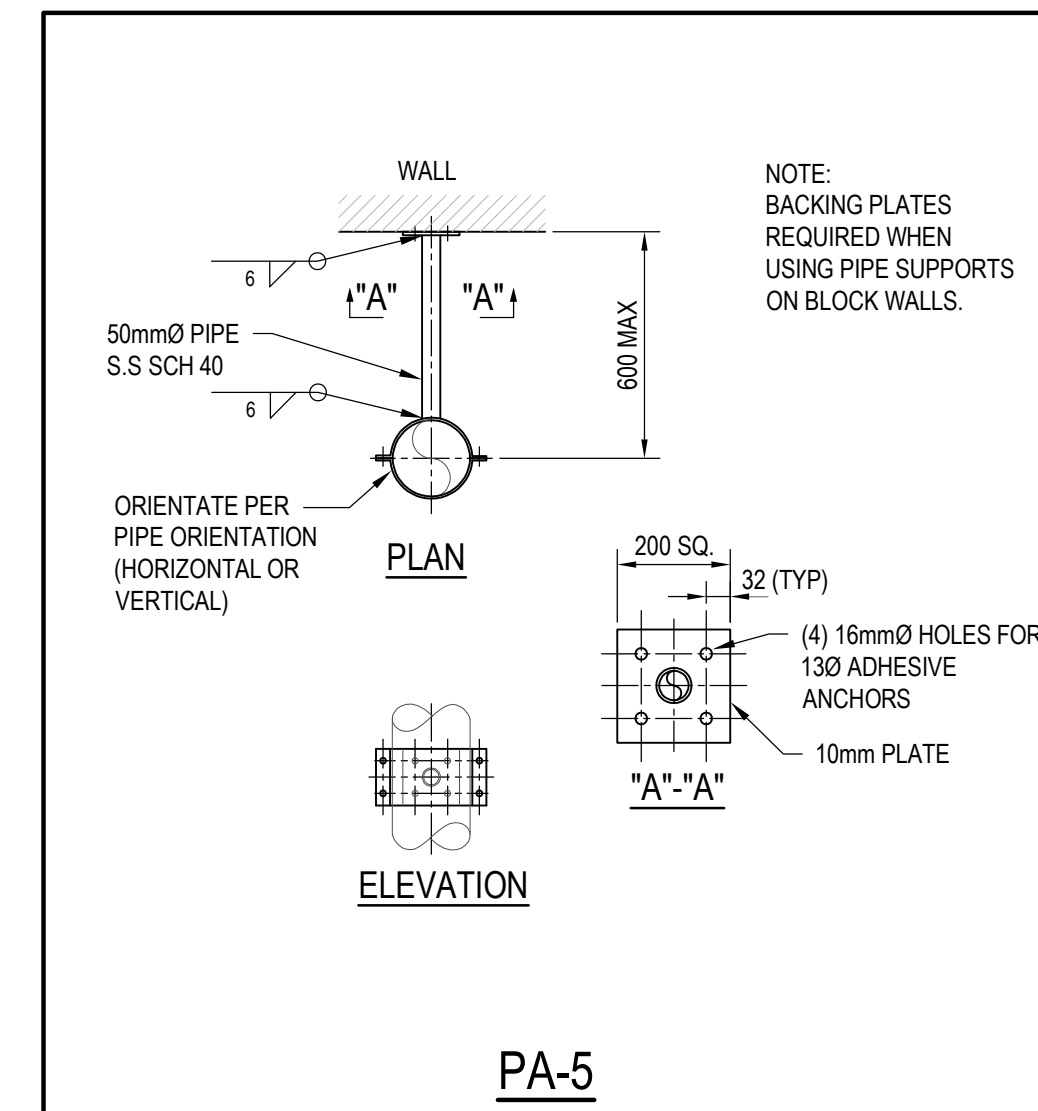 WALL
NOTE:
BACKING PLATES
REQUIRED WHEN
USING PIPE SUPPORTS
ON BLOCK WALLS.
6
"A" "A"
600 MAX
50mmØ PIPE
S.S SCH 40
6
ORIENTATE PER
PIPE ORIENTATION
(HORIZONTAL OR
VERTICAL)
PLAN
200 SQ.
32 (TYP)
(4) 16mmØ HOLES FOR
13Ø ADHESIVE
ANCHORS
10mm PLATE
"A"-"A"
ELEVATION
PA-5